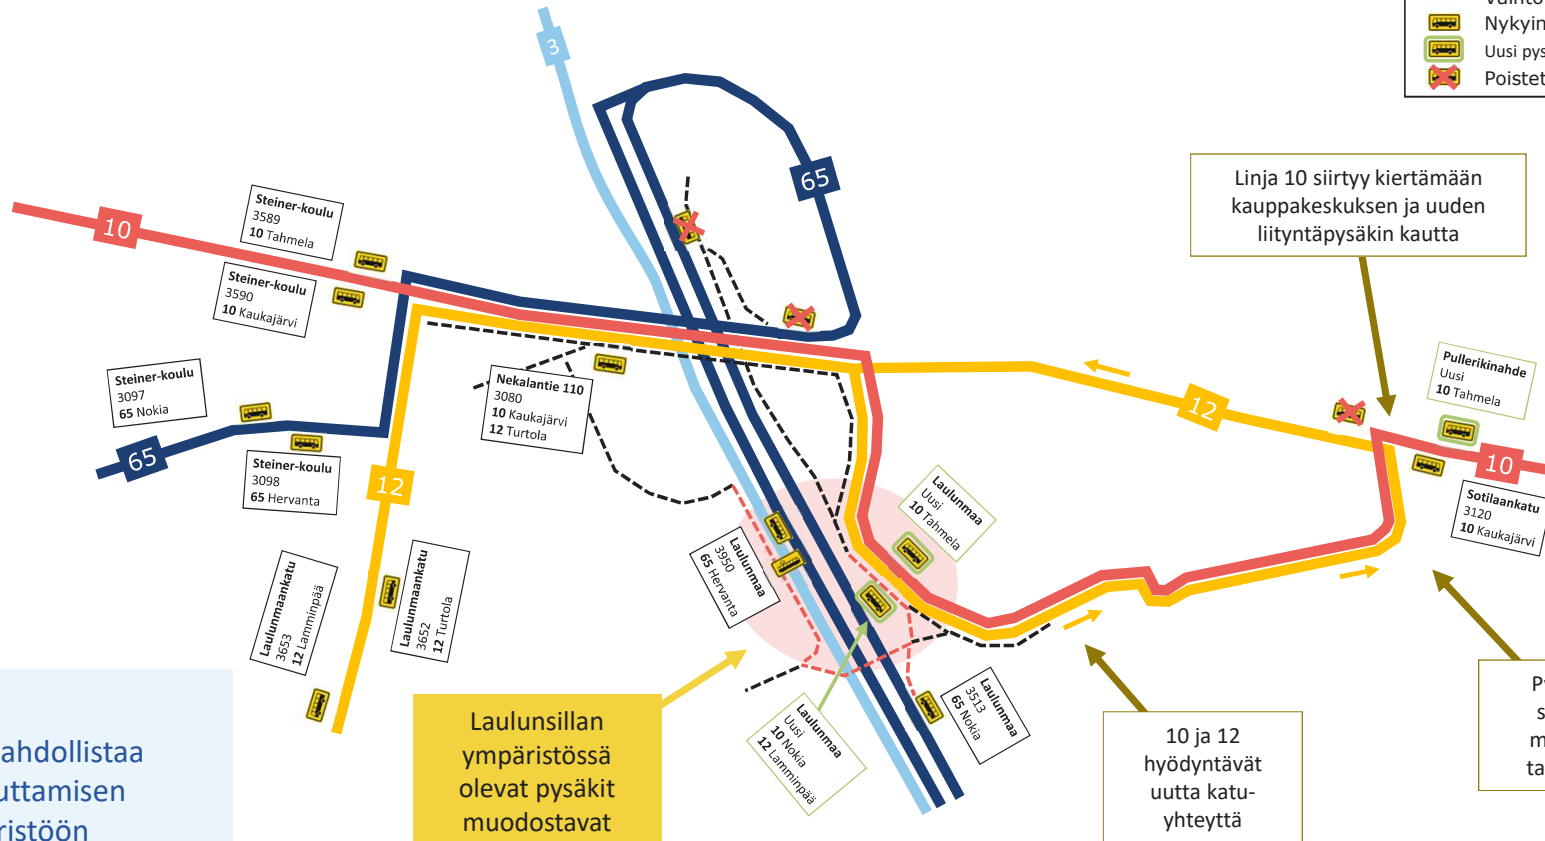 Nykyin
Uusi pys
Poistet
3
65
Linja 10 siirtyy kiertämään
kauppakeskuksen ja uuden
liityntäpysäkin kautta
Steiner-koulu
3589
10 Tahmela
10
Steiner-koulu
3590
10 Kaukajärvi
Steiner-koulu
3097
65 Nokia
65
Steiner-koulu
3098
65 Hervanta
12
Nekalantie 110
3080
10 Kaukajärvi
12 Turtola
12
Pullerikinahde
Uusi
10 Tahmela
10
Sotilaankatu
3120
10 Kaukajärvi
Laulunmaa
Uusi
10 Tahmela
Laulunmaa
3950
65 Hervanta
Laulunmaankatu
3653
12 Lamminpää
Laulunmaankatu
3652
12 Turtola
Laulunmaa
Uusi
10 Nokia
12 Lamminpää
Laulunmaa
3513
65 Nokia
Laulunsillan
ympäristössä
olevat pysäkit
muodostavat
10 ja 12
hyödyntävät
uutta katu-
yhteyttä
ahdollistaa
uttamisen
ristöön
P
s
m
ta